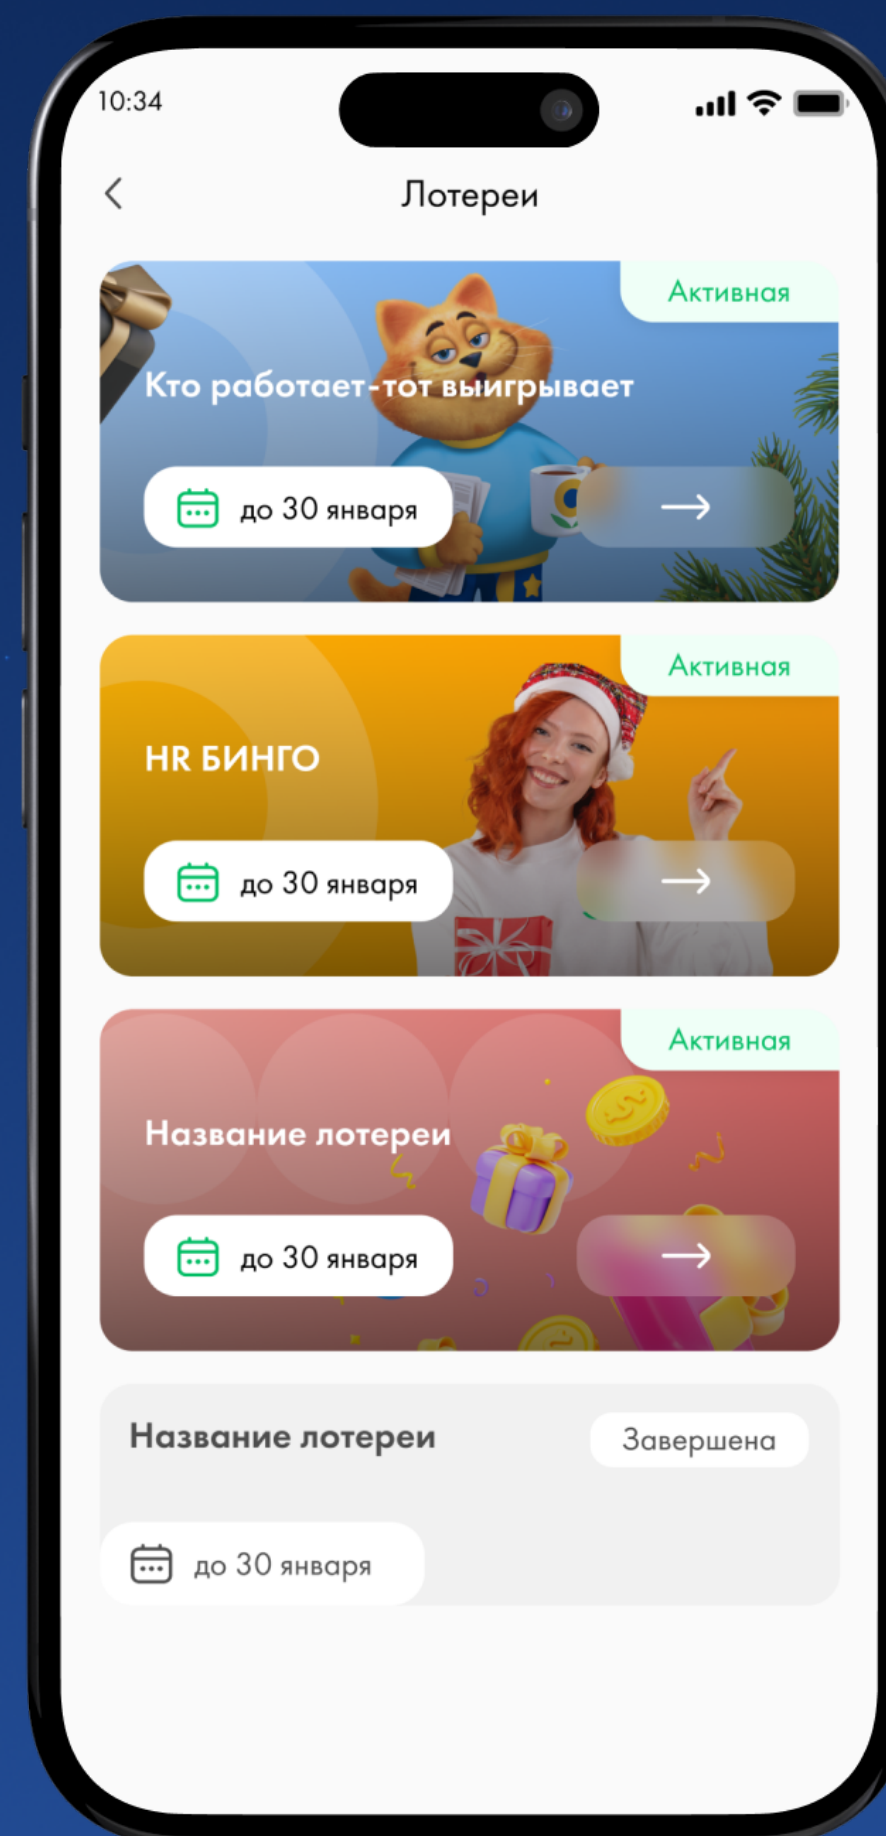 10:34
Лотереи
Активная
Кто работает-тот выигрывает
до 30 января
Активная
HR БИНГО
до 30 января
Активная
Название лотереи
до 30 января
Название лотереи
Завершена
до 30 января